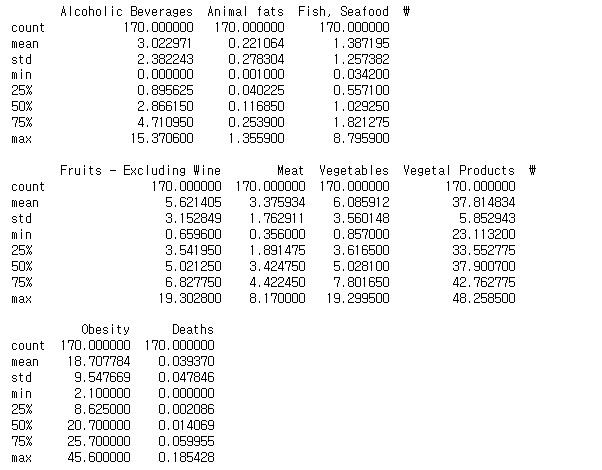 Alcoholic Beverages Animal fats Fish, Seafood ￦
count 170.000000 170.000000 170.000000
mean 3.022971 0.221064 1.387195
std 2.382243 0.278304 1.257382
min 0.000000 0.001000 0.034200
25% 0.895625 0.040225 0.557100
50% 2.866150 0.116850 1.029250
75% 4.710950 0.253900 1.821275
max 15.370600 1.355900 8.795900
Fruits - Excluding Wine Meat Vegetables Vegetal Products ￦
count 170.000000 170.000000 170.000000 170.000000
mean 5.621405 3.375934 6.085912 37.814834
std 3.152849 1.762911 3.560148 5.852943
min 0.659600 0.356000 0.857000 23.113200
25% 3.541950 1.891475 3.616500 33.552775
50% 5.021250 3.424750 5.028100 37.900700
75% 6.827750 4.422450 7.801650 42.762775
max 19.302800 8.170000 19.299500 48.258500
Obesity Deaths
count 170.000000 170.000000
mean 18.707784 0.039370
std 9.547669 0.047846
min 2.100000 0.000000
25% 8.625000 0.002086
50% 20.700000 0.014069
75% 25.700000 0.059955
max 45.600000 0.185428